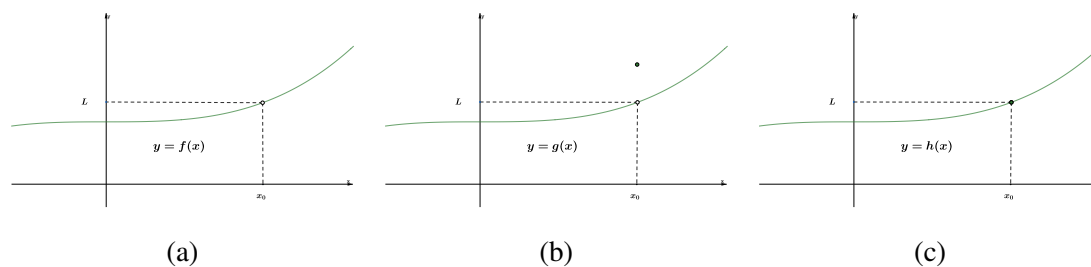 y
y
y
L
L
L
y = f(x)
y = g(x)
y = h(x)
x
x
x₀
x₀
x₀
(a)
(b)
(c)